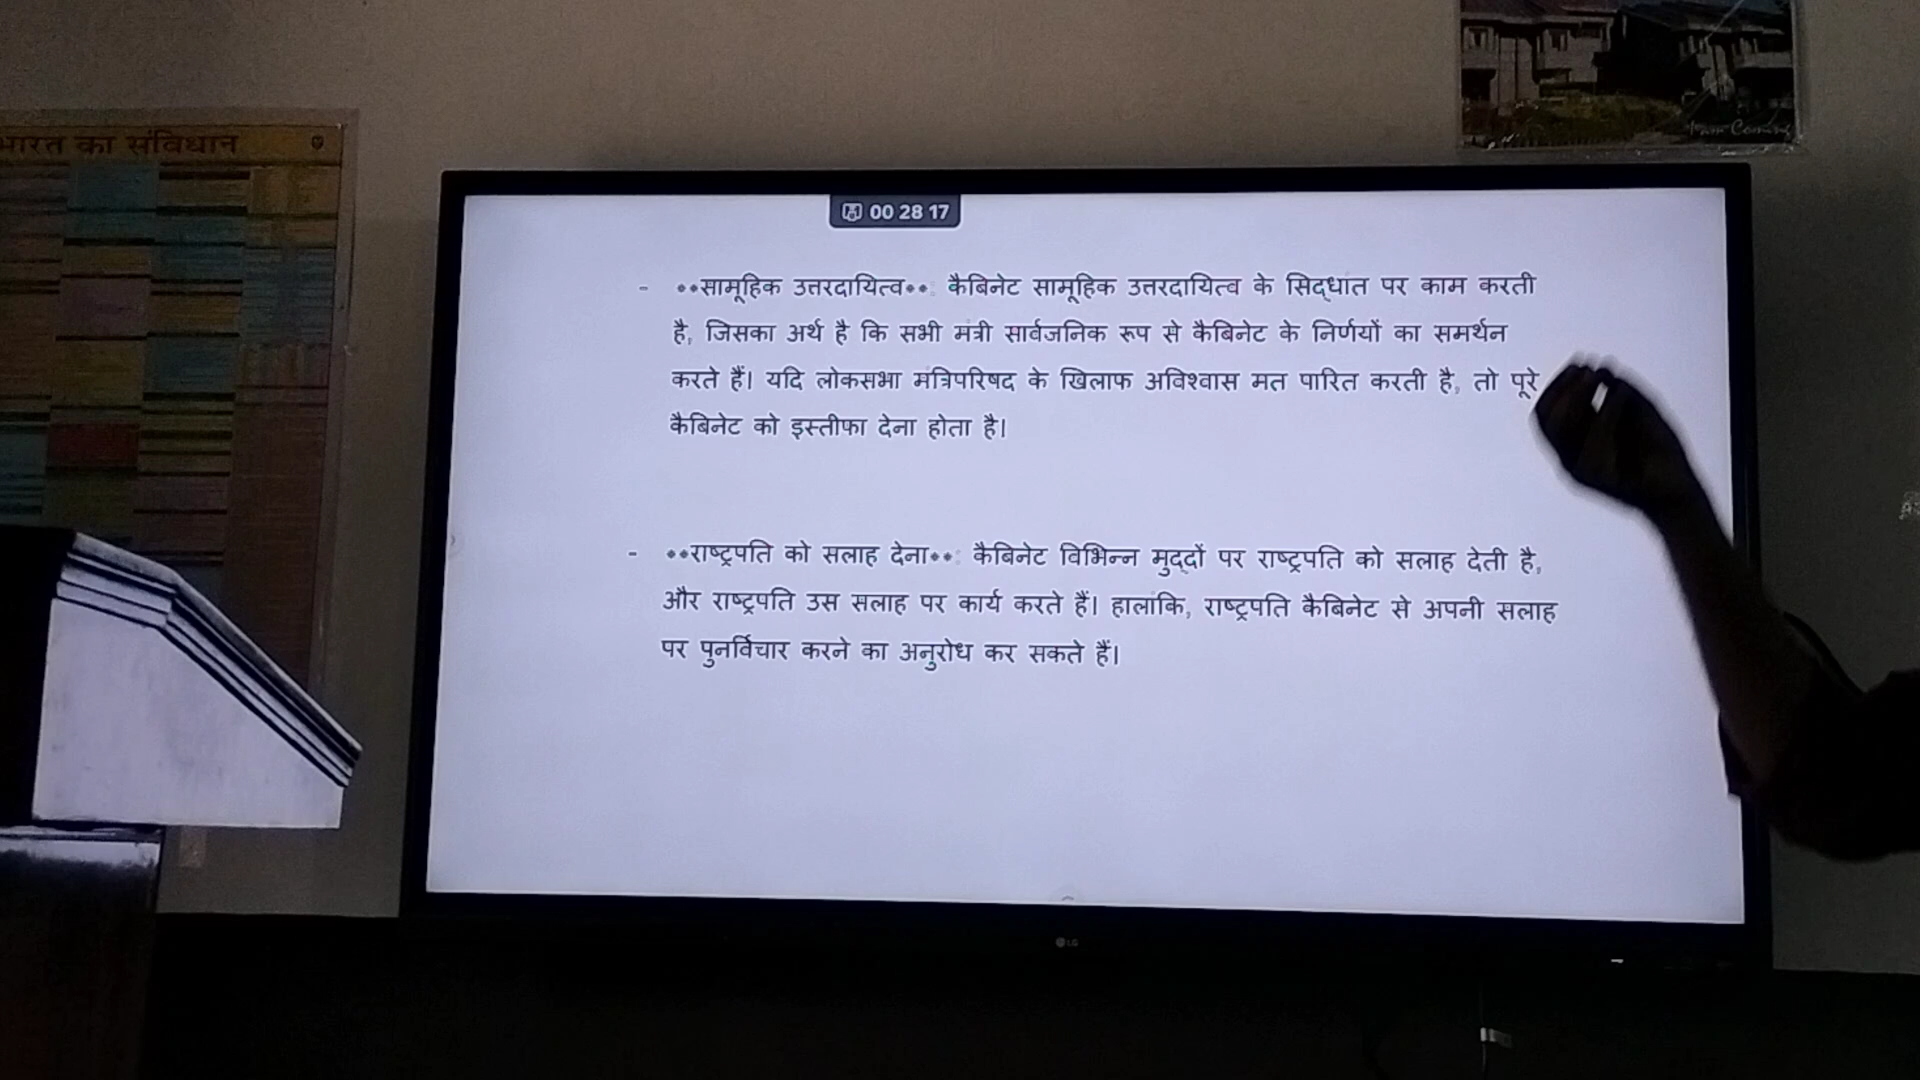 भारत का संविधान
I am Coming
00 28 17
- **सामूहिक उत्तरदायित्व**: कैबिनेट सामूहिक उत्तरदायित्व के सिद्धांत पर काम करती
है, जिसका अर्थ है कि सभी मंत्री सार्वजनिक रूप से कैबिनेट के निर्णयों का समर्थन
करते हैं। यदि लोकसभा मंत्रिपरिषद के खिलाफ अविश्वास मत पारित करती है, तो पूरे
कैबिनेट को इस्तीफा देना होता है।
- **राष्ट्रपति को सलाह देना**: कैबिनेट विभिन्न मुद्दों पर राष्ट्रपति को सलाह देती है,
और राष्ट्रपति उस सलाह पर कार्य करते हैं। हालांकि, राष्ट्रपति कैबिनेट से अपनी सलाह
पर पुनर्विचार करने का अनुरोध कर सकते हैं।
LG